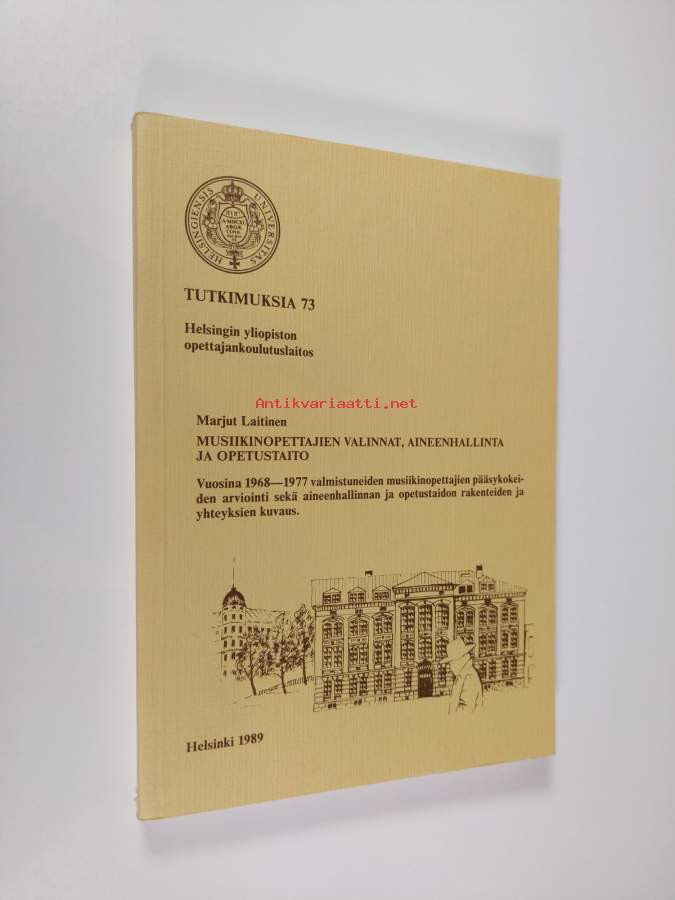 UNIVERSITAS HELSINGIENSIS
TUTKIMUKSIA 73
Helsingin yliopiston
opettajankoulutuslaitos
Antikvariaatti.net
Marjut Laitinen
MUSIIKINOPETTAJIEN VALINNAT, AINEENHALLINTA
JA OPETUSTAITO
Vuosina 1968—1977 valmistuneiden musiikinopettajien pääsykokei-
den arviointi sekä aineenhallinnan ja opetustaidon rakenteiden ja
yhteyksien kuvaus.
Helsinki 1989